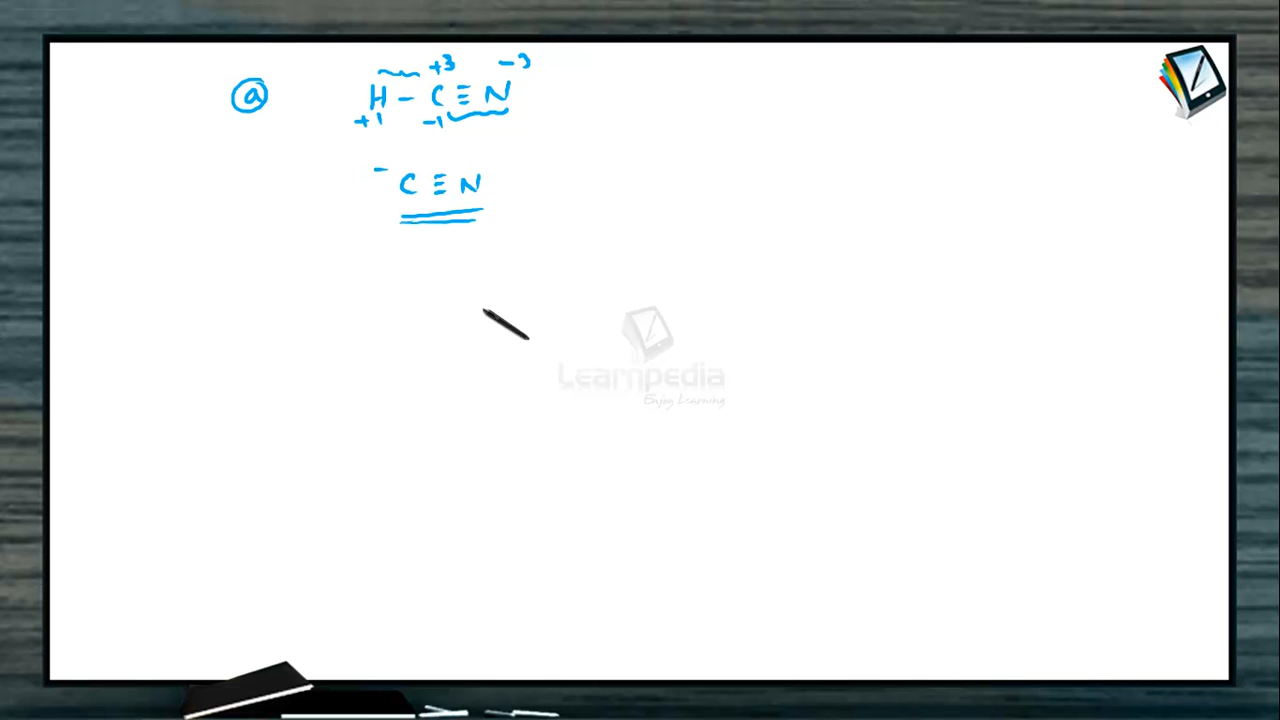 +3 -3
ⓐ H - C ≡ N
+1 -1
- C ≡ N
Learnpedia
Enjoy Learning